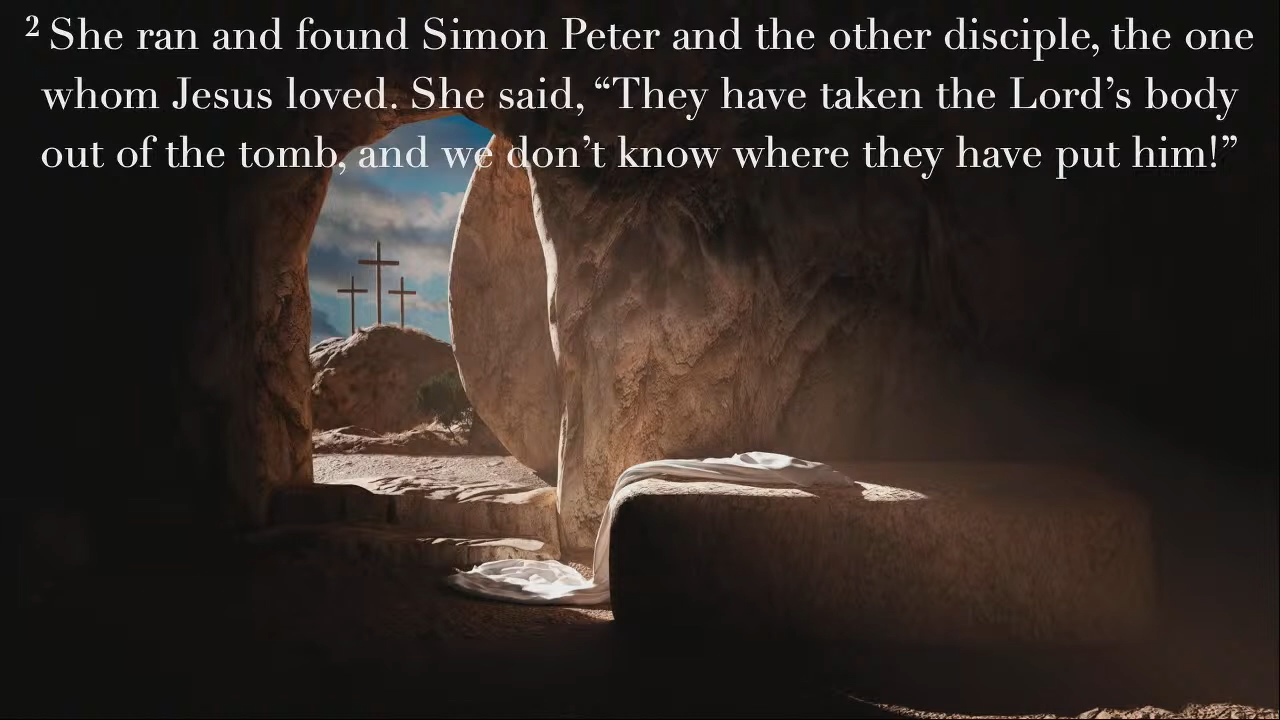 ² She ran and found Simon Peter and the other disciple, the one
whom Jesus loved. She said, “They have taken the Lord’s body
out of the tomb, and we don’t know where they have put him!”